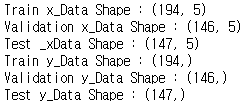 Train x_Data Shape : (194, 5)
Validation x_Data Shape : (146, 5)
Test _xData Shape : (147, 5)
Train y_Data Shape : (194,)
Validation y_Data Shape : (146,)
Test y_Data Shape : (147,)